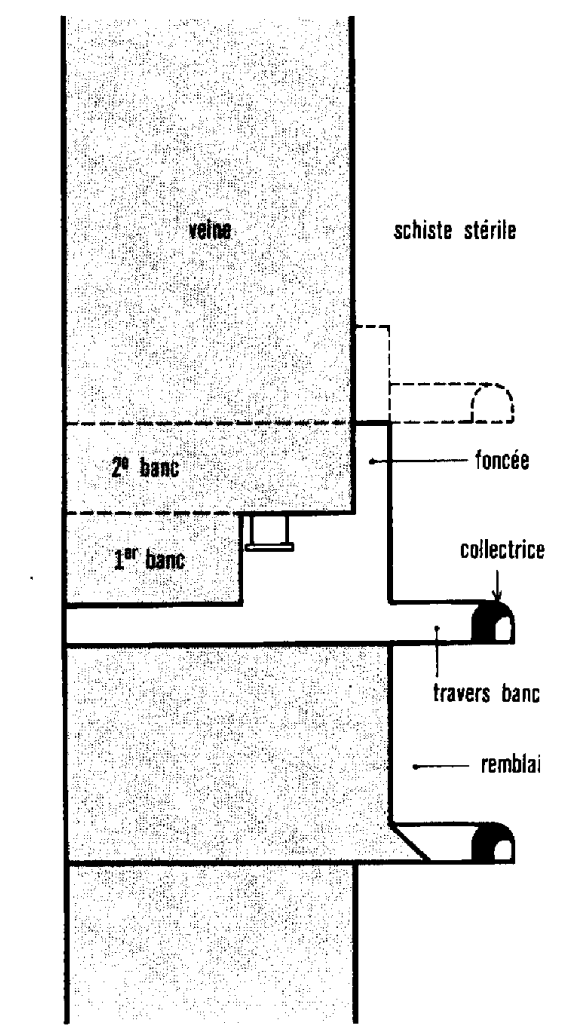 veine
schiste stérile
2e banc
foncée
1er banc
collectrice
travers banc
remblai